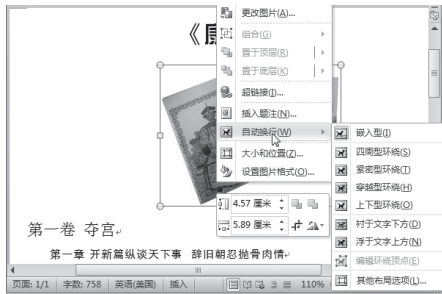 《
更改图片(A)...
组合(G)
置于顶层(R)
置于底层(K)
超链接(I)...
插入题注(N)...
自动换行(W)
大小和位置(Z)...
设置图片格式(O)...
嵌入型(I)
四周型环绕(S)
紧密型环绕(T)
穿越型环绕(H)
上下型环绕(O)
衬于文字下方(D)
浮于文字上方(N)
编辑环绕顶点(E)
其他布局选项(L)...
4.57 厘米
5.89 厘米
第一卷 夺宫
第一章 开新篇纵谈天下事 辞旧朝忍抛骨肉情
页面: 1/1 字数: 758 英语(美国) 插入 110%